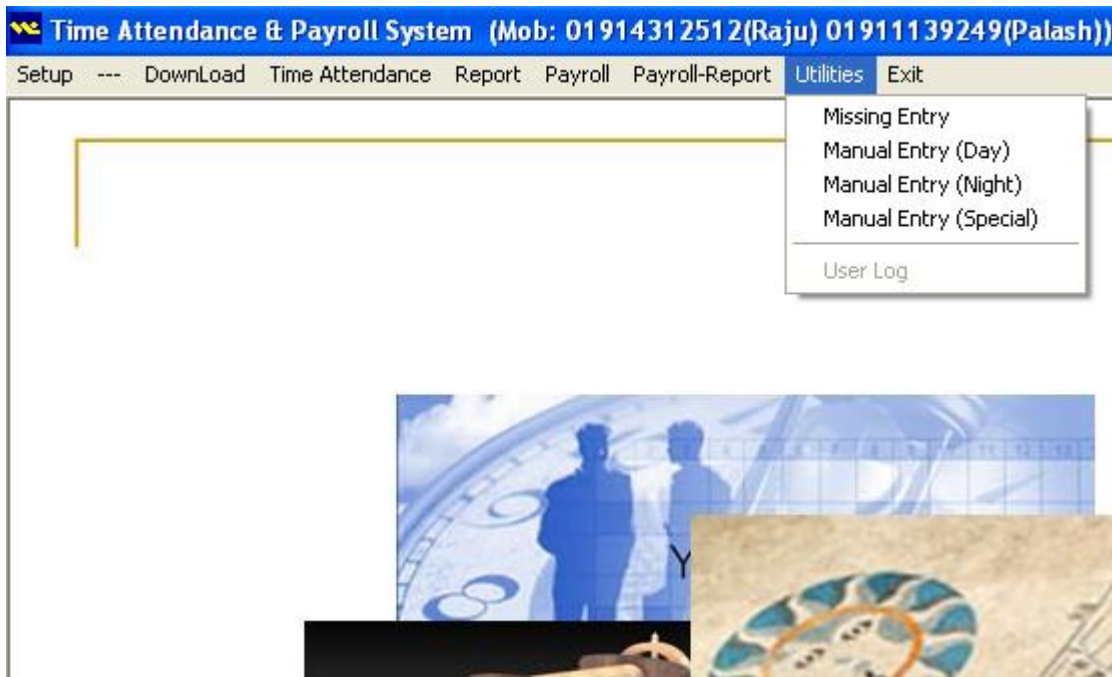 Time Attendance & Payroll System (Mob: 01914312512(Raju) 01911139249(Palash))
Setup --- DownLoad Time Attendance Report Payroll Payroll-Report Utilities Exit
Missing Entry
Manual Entry (Day)
Manual Entry (Night)
Manual Entry (Special)
User Log
Y
8